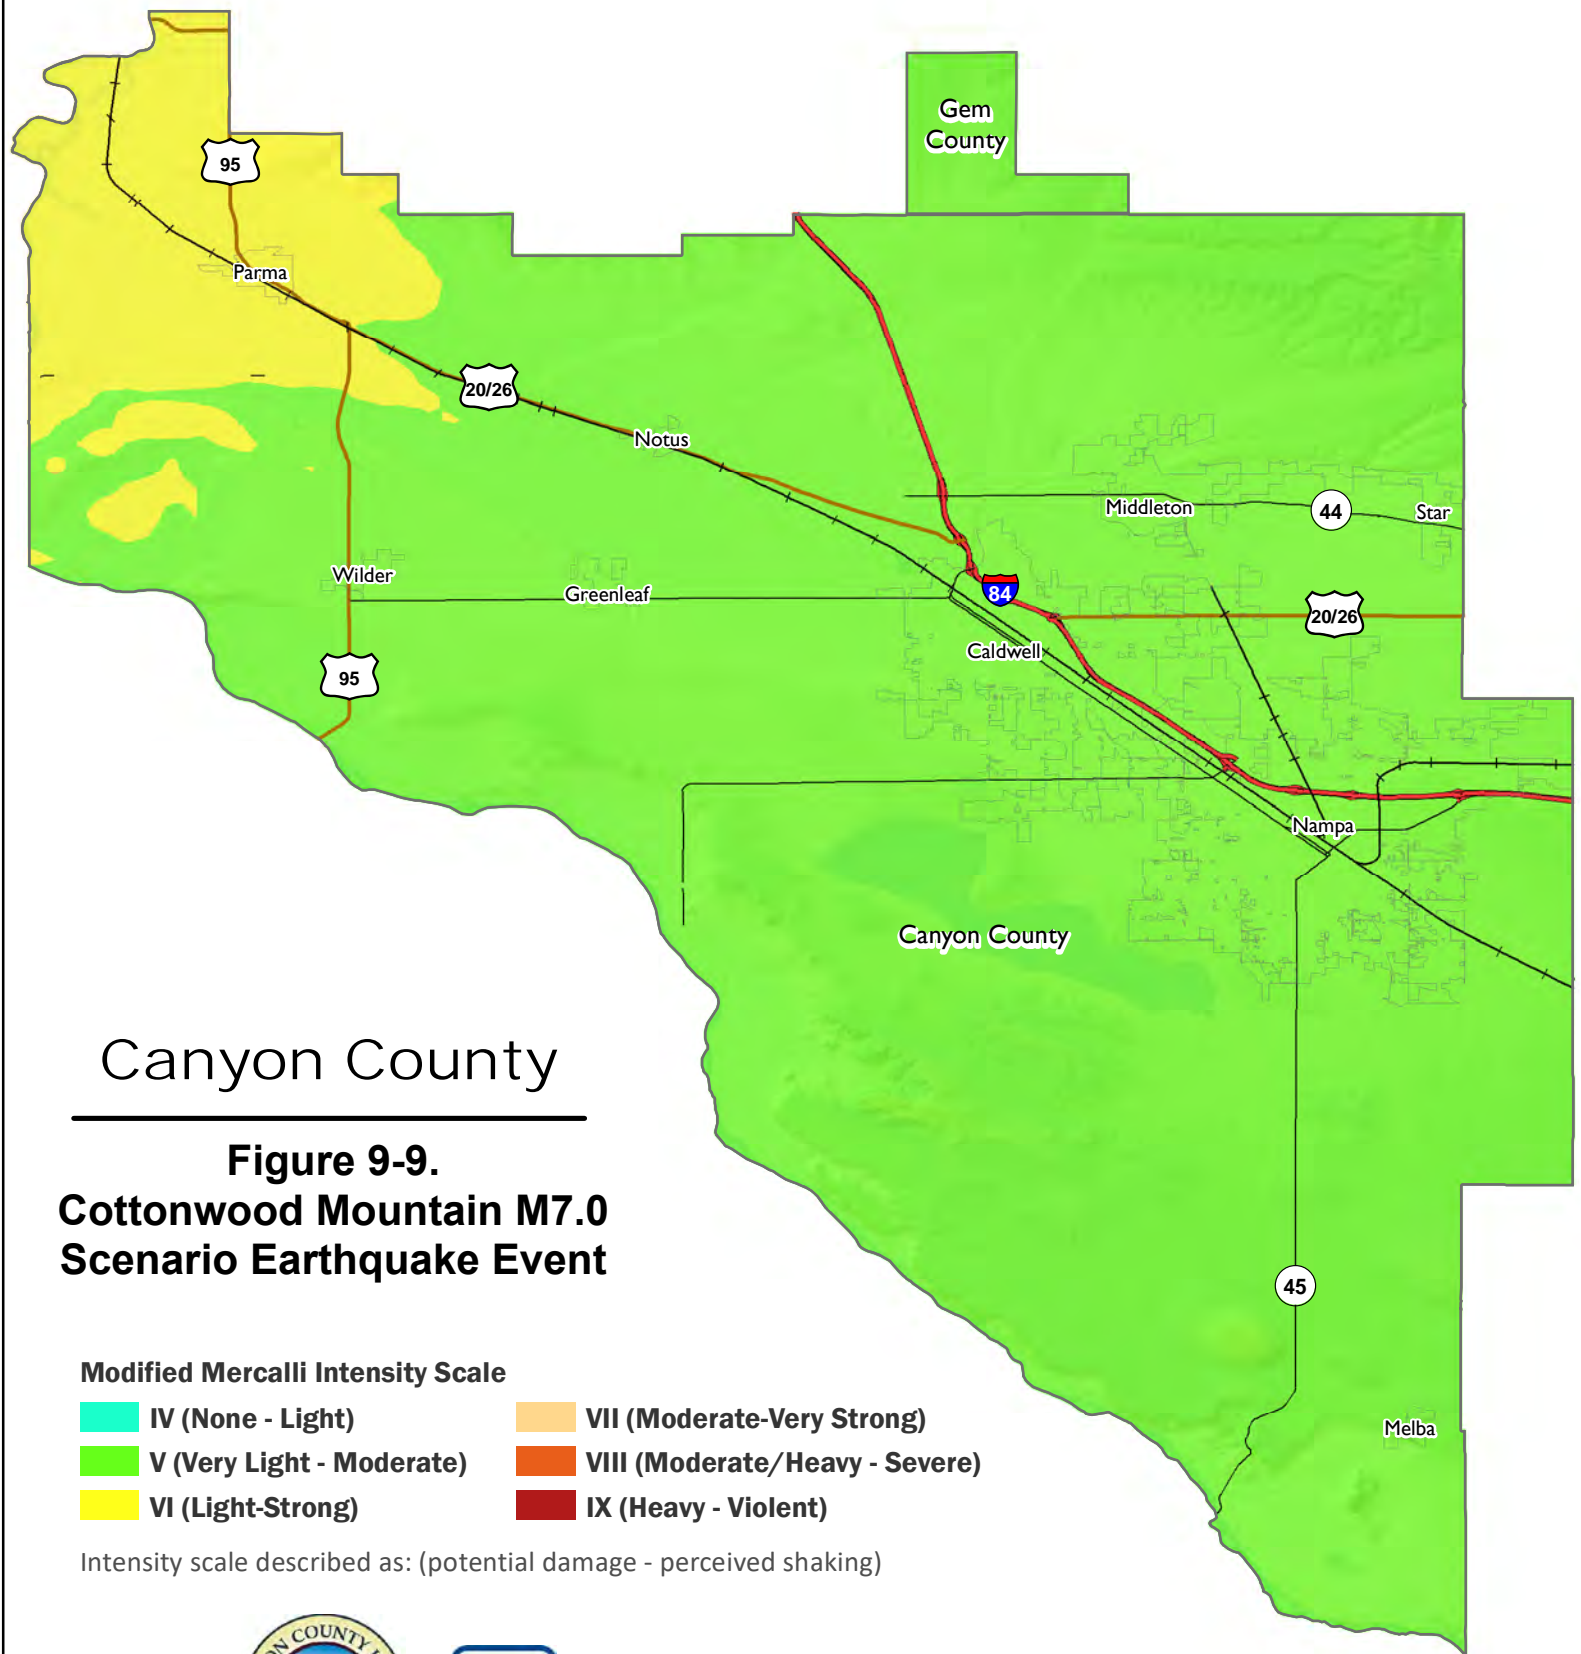 Gem
County
95
Parma
20/26
Notus
Middleton
44
Star
Wilder
Greenleaf
84
20/26
Caldwell
95
Nampa
Canyon County
Canyon County
Figure 9-9.
Cottonwood Mountain M7.0
Scenario Earthquake Event
45
Melba
Modified Mercalli Intensity Scale
IV (None - Light)
V (Very Light - Moderate)
VI (Light-Strong)
VII (Moderate-Very Strong)
VIII (Moderate/Heavy - Severe)
IX (Heavy - Violent)
Intensity scale described as: (potential damage - perceived shaking)
COUNTY